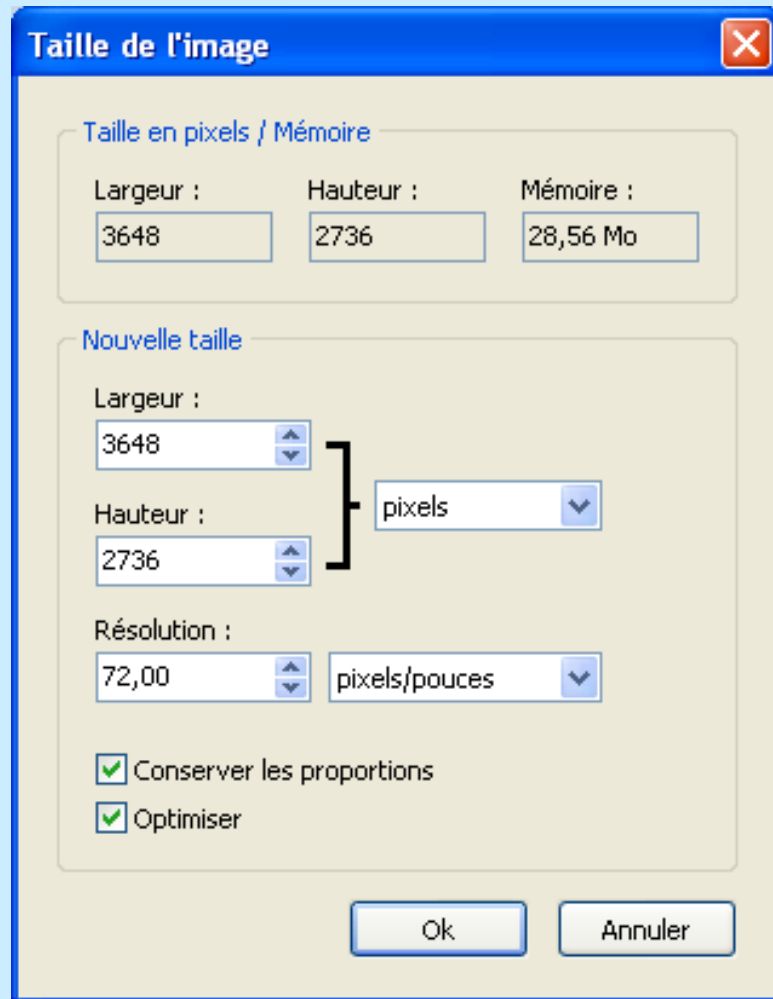 Taille de l'image
Taille en pixels / Mémoire
Largeur : Hauteur : Mémoire :
3648 2736 28,56 Mo
Nouvelle taille
Largeur :
3648
pixels
Hauteur :
2736
Résolution :
72,00 pixels/pouces
Conserver les proportions
Optimiser
Ok Annuler